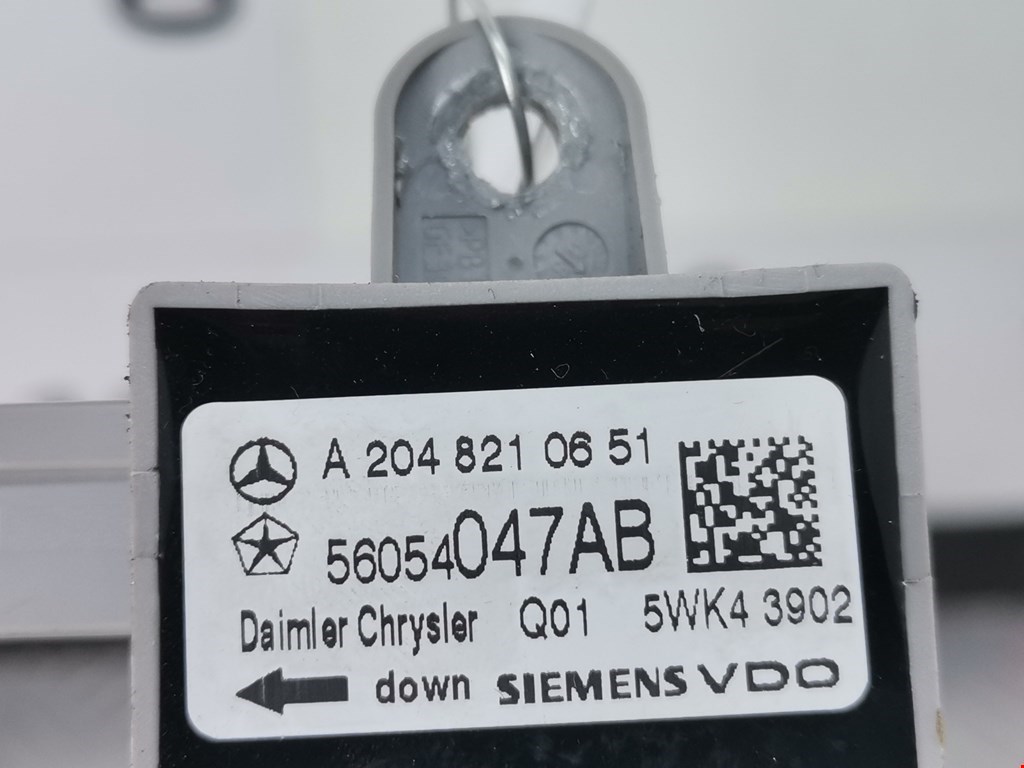 A 204 821 06 51
56054047AB
Daimler Chrysler Q01 5WK4 3902
down SIEMENS VDO